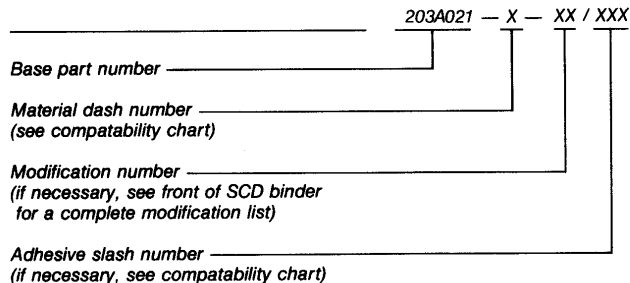 203A021 — X — XX / XXX
Base part number
Material dash number
(see compatability chart)
Modification number
(if necessary, see front of SCD binder
for a complete modification list)
Adhesive slash number
(if necessary, see compatability chart)